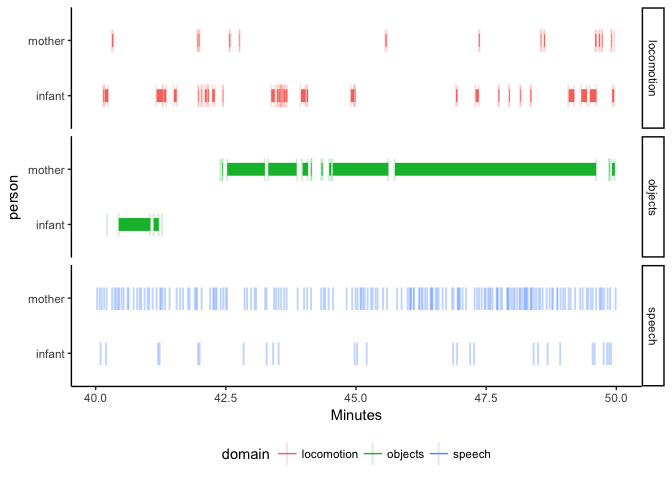 mother
infant
locomotion
mother
infant
objects
mother
infant
speech
person
40.0 42.5 45.0 47.5 50.0
Minutes
domain locomotion objects speech